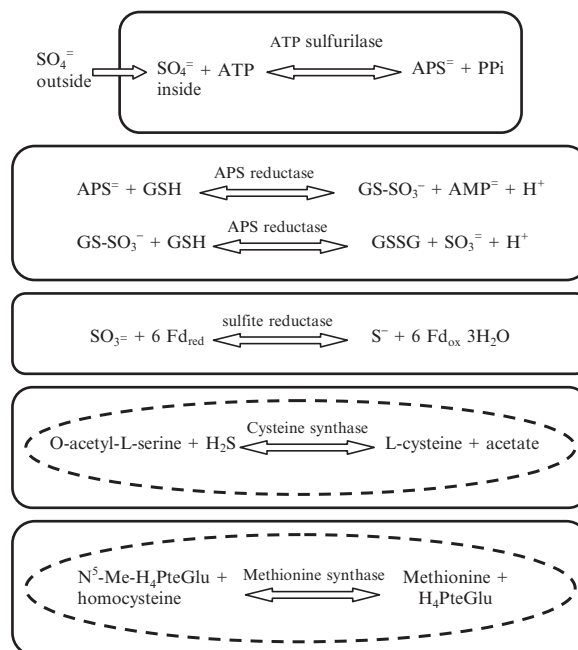 ATP sulfurilase
SO₄⁼ outside ⇒ SO₄⁼ + ATP inside ⇔ APS⁼ + PPi
APS reductase
APS⁼ + GSH ⇔ GS-SO₃⁻ + AMP⁼ + H⁺
APS reductase
GS-SO₃⁻ + GSH ⇔ GSSG + SO₃⁼ + H⁺
sulfite reductase
SO₃₌ + 6 Fd_red ⇔ S⁻ + 6 Fd_ox 3H₂O
Cysteine synthase
O-acetyl-L-serine + H₂S ⇔ L-cysteine + acetate
Methionine synthase
N⁵-Me-H₄PteGlu + homocysteine ⇔ Methionine + H₄PteGlu